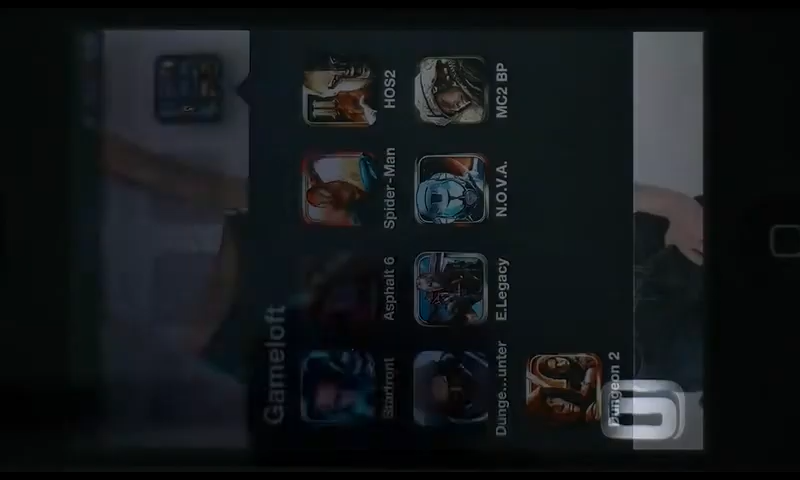 Gameloft
Starfront
Asphalt 6
Spider-Man
HOS2
Dunge...unter
E.Legacy
N.O.V.A.
MC2 BP
Dungeon 2